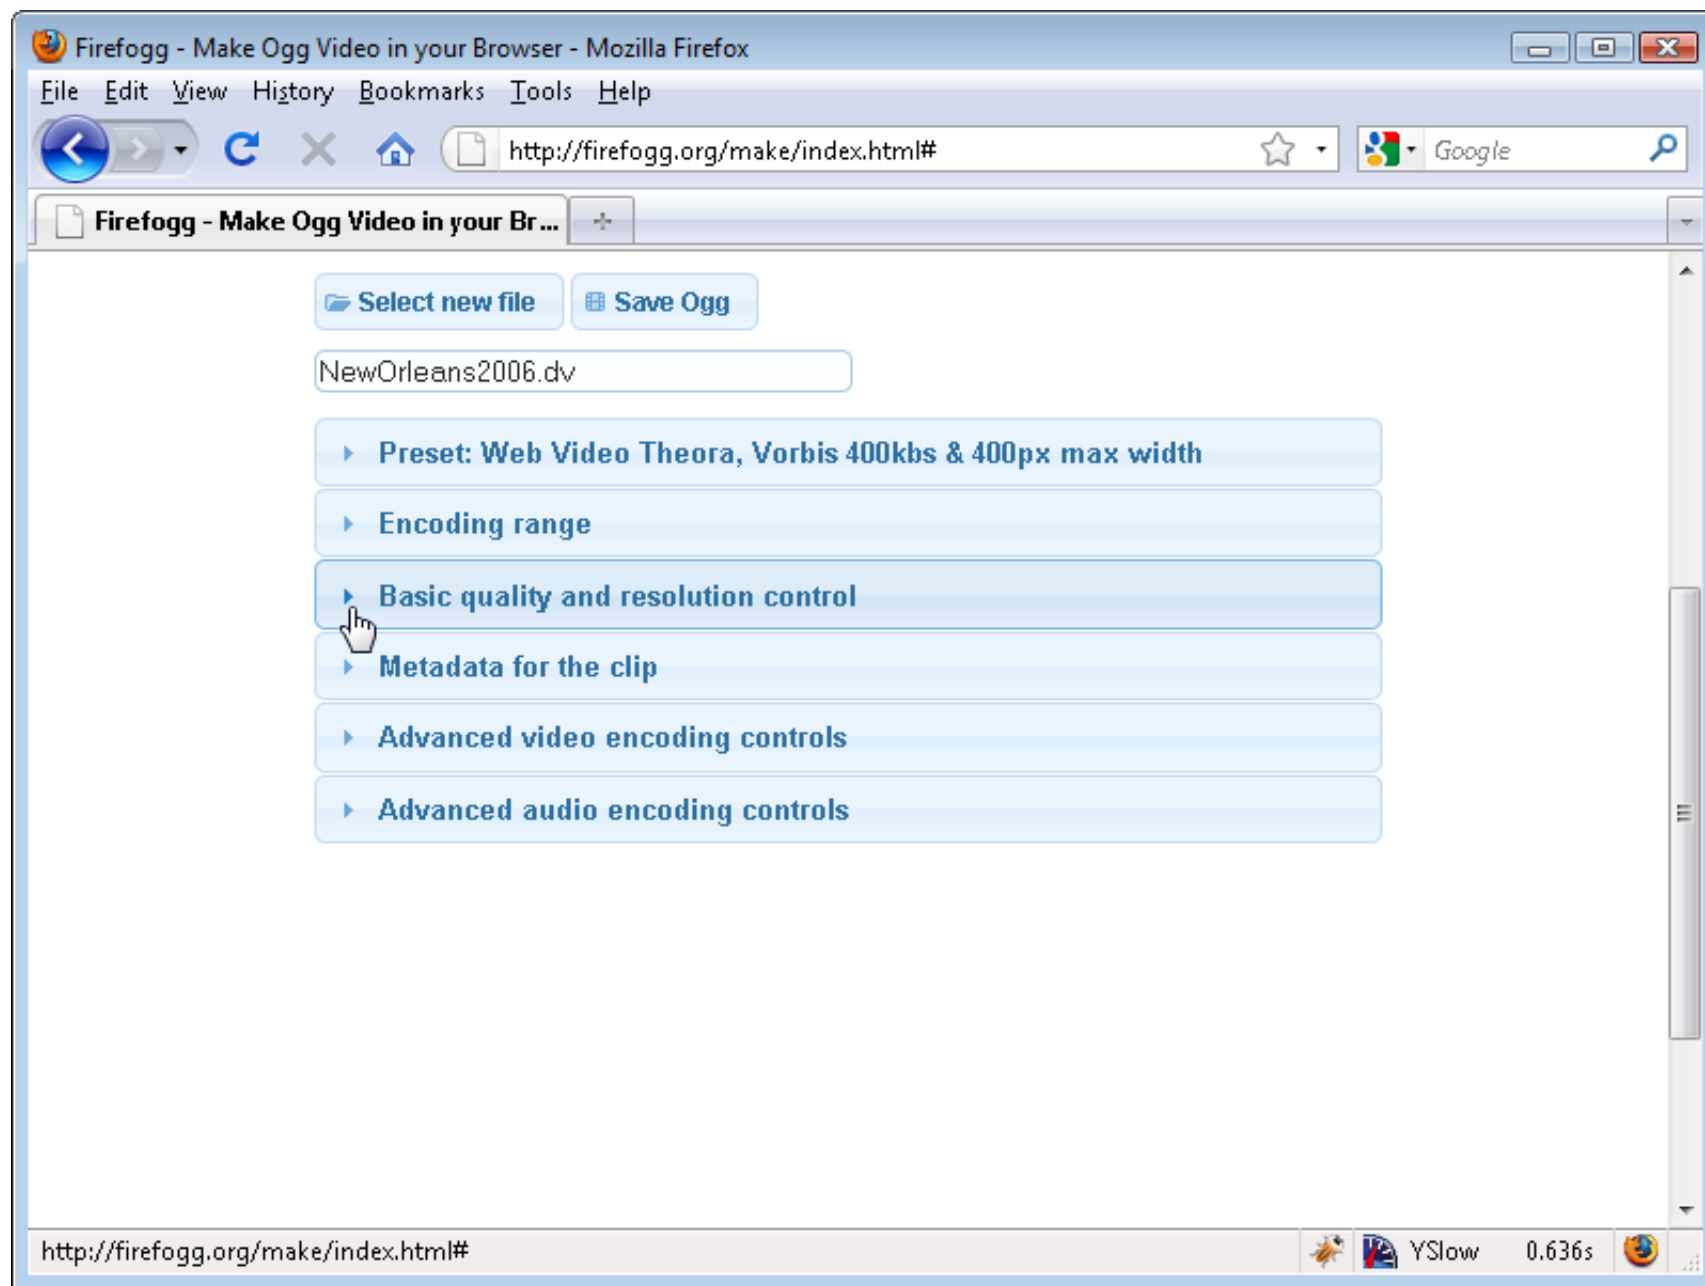 Firefogg - Make Ogg Video in your Browser - Mozilla Firefox
File Edit View History Bookmarks Tools Help
http://firefogg.org/make/index.html# Google
Firefogg - Make Ogg Video in your Br...
Select new file Save Ogg
NewOrleans2006.dv
Preset: Web Video Theora, Vorbis 400kbs & 400px max width
Encoding range
Basic quality and resolution control
Metadata for the clip
Advanced video encoding controls
Advanced audio encoding controls
http://firefogg.org/make/index.html# YSlow 0.636s